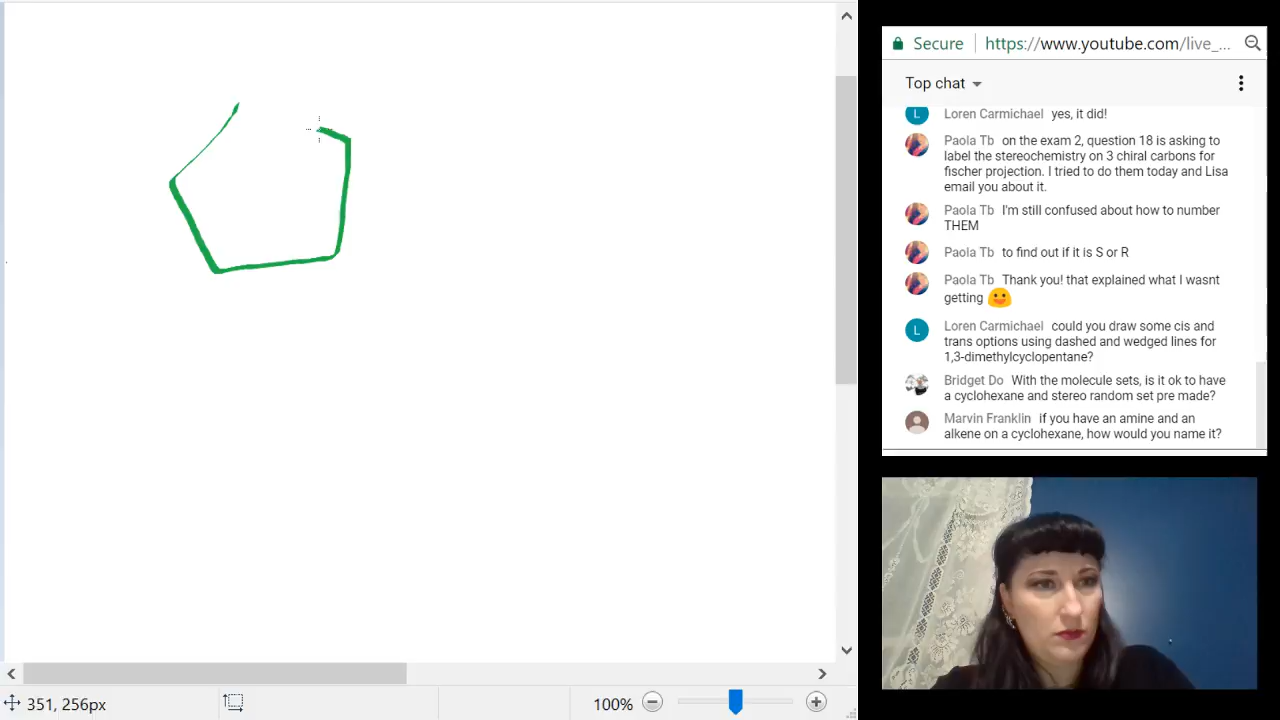 Secure
https://www.youtube.com/live_...
Top chat
Loren Carmichael yes, it did!
Paola Tb on the exam 2, question 18 is asking to
label the stereochemistry on 3 chiral carbons for
fischer projection. I tried to do them today and Lisa
email you about it.
Paola Tb I'm still confused about how to number
THEM
Paola Tb to find out if it is S or R
Paola Tb Thank you! that explained what I wasnt
getting
L
Loren Carmichael could you draw some cis and
trans options using dashed and wedged lines for
1,3-dimethylcyclopentane?
Bridget Do With the molecule sets, is it ok to have
a cyclohexane and stereo random set pre made?
Marvin Franklin if you have an amine and an
alkene on a cyclohexane, how would you name it?
351, 256px
100%